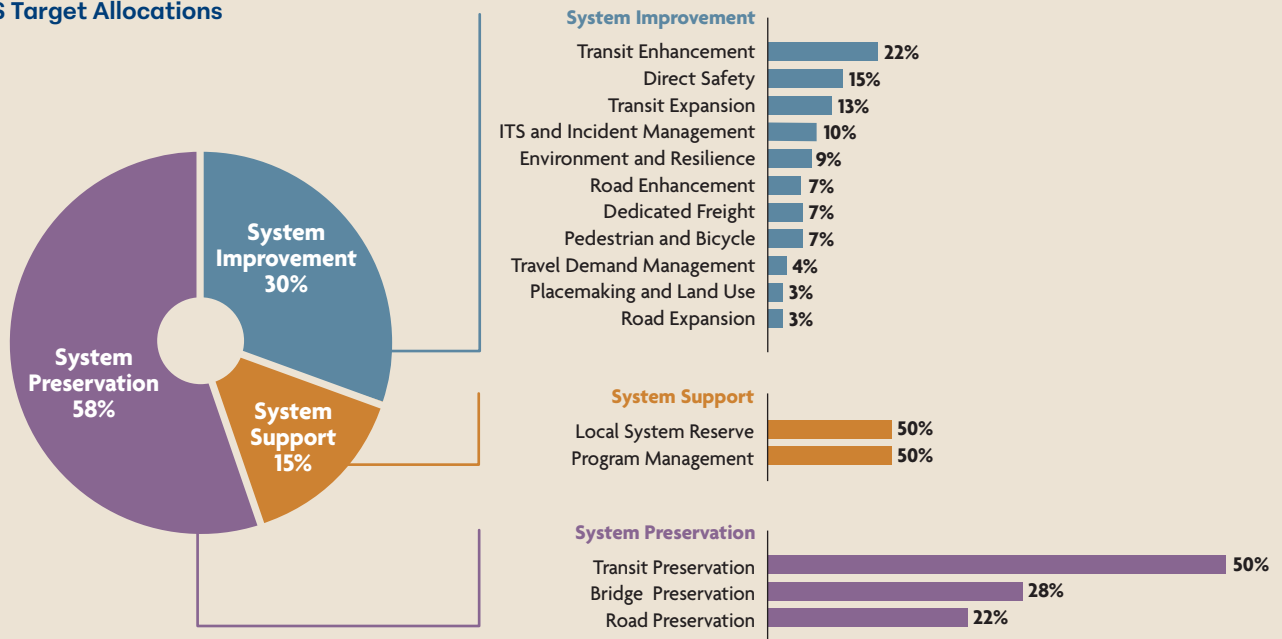 Target Allocations
System
Improvement
30%
System
Support
15%
System
Preservation
58%
System Improvement
Transit Enhancement 22%
Direct Safety 15%
Transit Expansion 13%
ITS and Incident Management 10%
Environment and Resilience 9%
Road Enhancement 7%
Dedicated Freight 7%
Pedestrian and Bicycle 7%
Travel Demand Management 4%
Placemaking and Land Use 3%
Road Expansion 3%
System Support
Local System Reserve 50%
Program Management 50%
System Preservation
Transit Preservation 50%
Bridge Preservation 28%
Road Preservation 22%